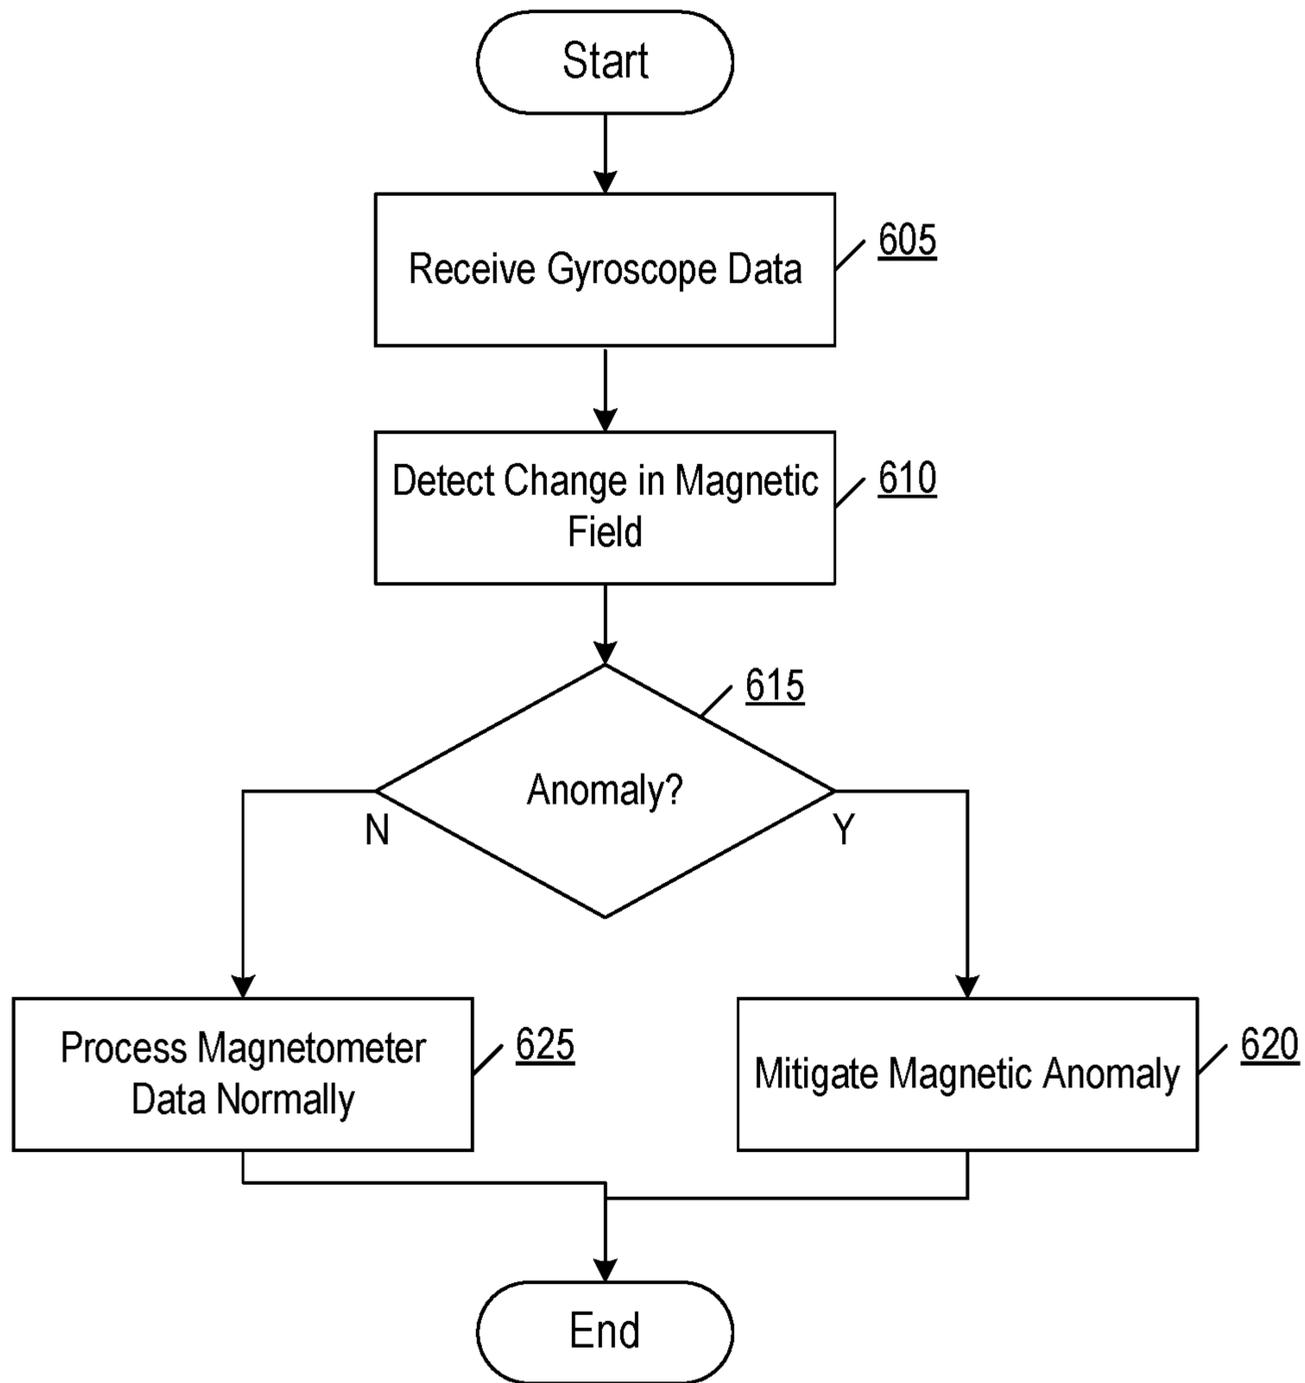 Start
Receive Gyroscope Data
605
Detect Change in Magnetic
Field
610
615
Anomaly?
N
Y
Process Magnetometer
Data Normally
625
Mitigate Magnetic Anomaly
620
End